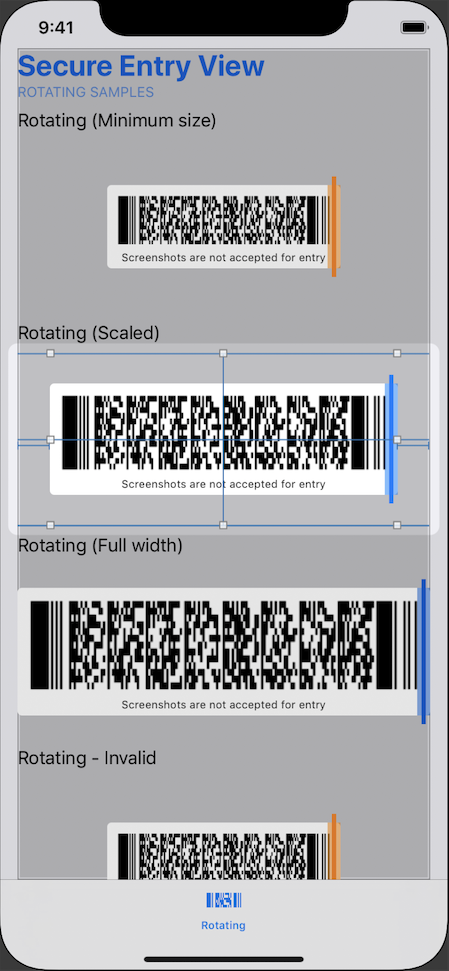 9:41
Secure Entry View
ROTATING SAMPLES
Rotating (Minimum size)
Screenshots are not accepted for entry
Rotating (Scaled)
Screenshots are not accepted for entry
Rotating (Full width)
Screenshots are not accepted for entry
Rotating - Invalid
Rotating